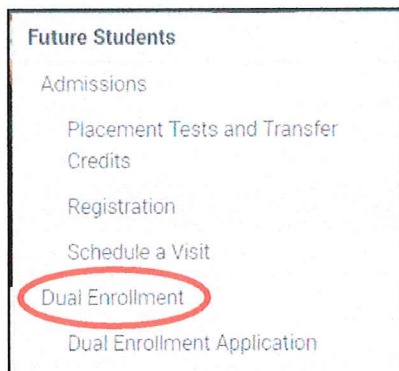 Future Students
Admissions
Placement Tests and Transfer
Credits
Registration
Schedule a Visit
Dual Enrollment
Dual Enrollment Application